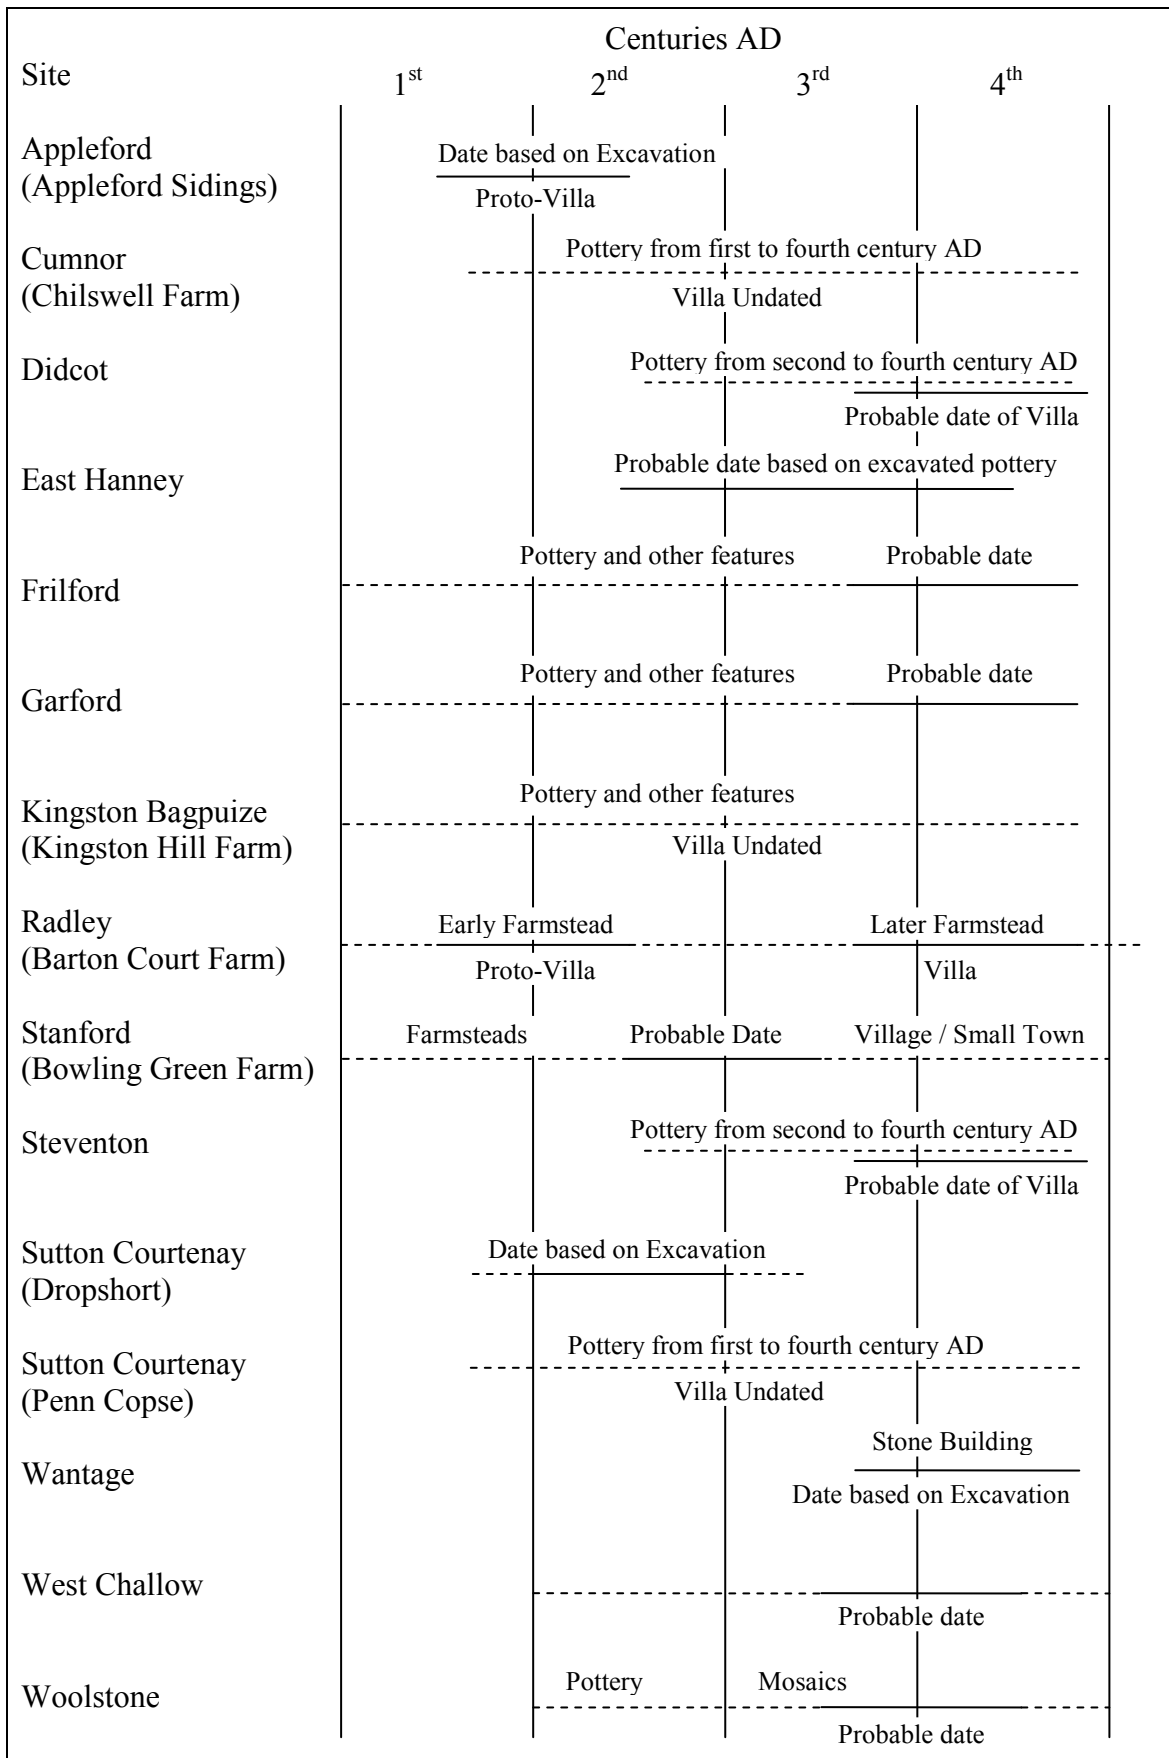 Centuries AD
Site
1st 2nd 3rd 4th
Appleford
(Appleford Sidings)
Date based on Excavation
Proto-Villa
Cumnor
(Chilswell Farm)
Pottery from first to fourth century AD
Villa Undated
Didcot
Pottery from second to fourth century AD
Probable date of Villa
East Hanney
Probable date based on excavated pottery
Frilford
Pottery and other features
Probable date
Garford
Pottery and other features
Probable date
Kingston Bagpuize
(Kingston Hill Farm)
Pottery and other features
Villa Undated
Radley
(Barton Court Farm)
Early Farmstead
Later Farmstead
Proto-Villa
Villa
Stanford
(Bowling Green Farm)
Farmsteads
Probable Date
Village / Small Town
Steventon
Pottery from second to fourth century AD
Probable date of Villa
Sutton Courtenay
(Dropshort)
Date based on Excavation
Sutton Courtenay
(Penn Copse)
Pottery from first to fourth century AD
Villa Undated
Wantage
Stone Building
Date based on Excavation
West Challow
Probable date
Woolstone
Pottery
Mosaics
Probable date